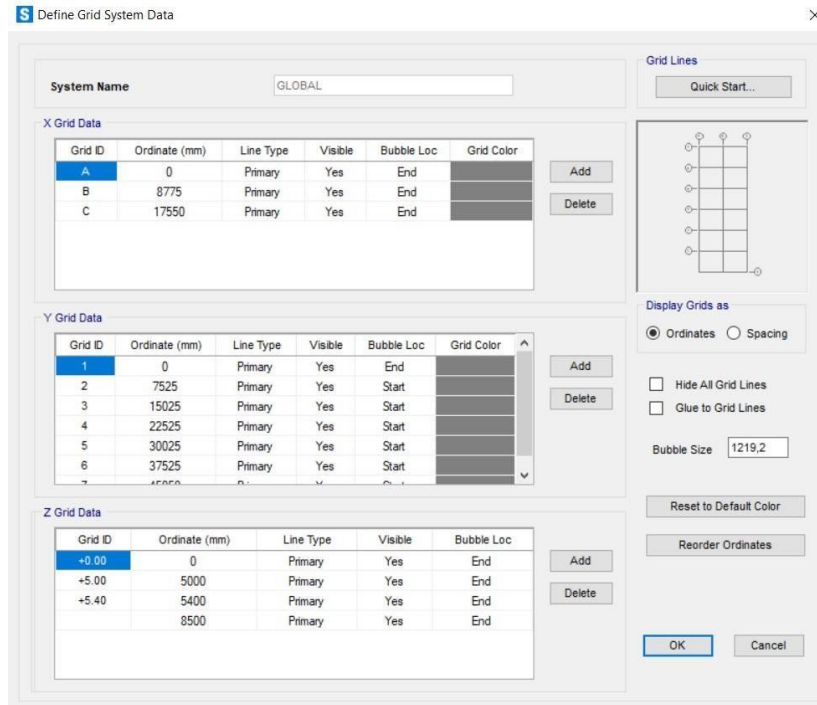 S Define Grid System Data
System Name GLOBAL
Grid Lines
Quick Start...
X Grid Data
Grid ID Ordinate (mm) Line Type Visible Bubble Loc Grid Color
A 0 Primary Yes End
B 8775 Primary Yes End
C 17550 Primary Yes End
Add
Delete
Y Grid Data
Grid ID Ordinate (mm) Line Type Visible Bubble Loc Grid Color
1 0 Primary Yes End
2 7525 Primary Yes Start
3 15025 Primary Yes Start
4 22525 Primary Yes Start
5 30025 Primary Yes Start
6 37525 Primary Yes Start
Add
Delete
Display Grids as
Ordinates Spacing
Hide All Grid Lines
Glue to Grid Lines
Bubble Size 1219,2
Z Grid Data
Grid ID Ordinate (mm) Line Type Visible Bubble Loc
+0.00 0 Primary Yes End
+5.00 5000 Primary Yes End
+5.40 5400 Primary Yes End
8500 Primary Yes End
Add
Delete
Reset to Default Color
Reorder Ordinates
OK Cancel